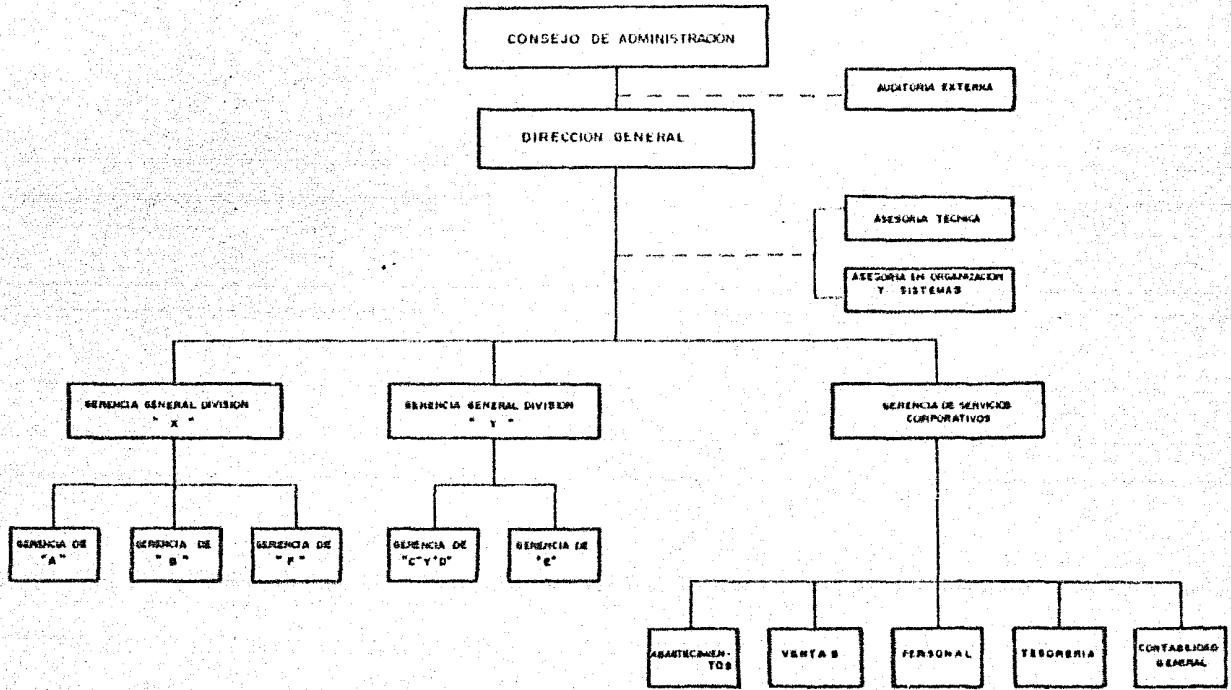 CONSEJO DE ADMINISTRACION
AUDITORIA EXTERNA
DIRECCION GENERAL
ASESORIA TECNICA
ASESORIA EN ORGANIZACION
Y SISTEMAS
GERENCIA GENERAL DIVISION
" X "
GERENCIA GENERAL DIVISION
" Y "
GERENCIA DE SERVICIOS
CORPORATIVOS
GERENCIA DE
"A"
GERENCIA DE
"B"
GERENCIA DE
"F"
GERENCIA DE
"C"Y"D"
GERENCIA DE
"E"
ABASTECIMIEN-
TOS
VENTAS
PERSONAL
TESORERIA
CONTABILIDAD
GENERAL